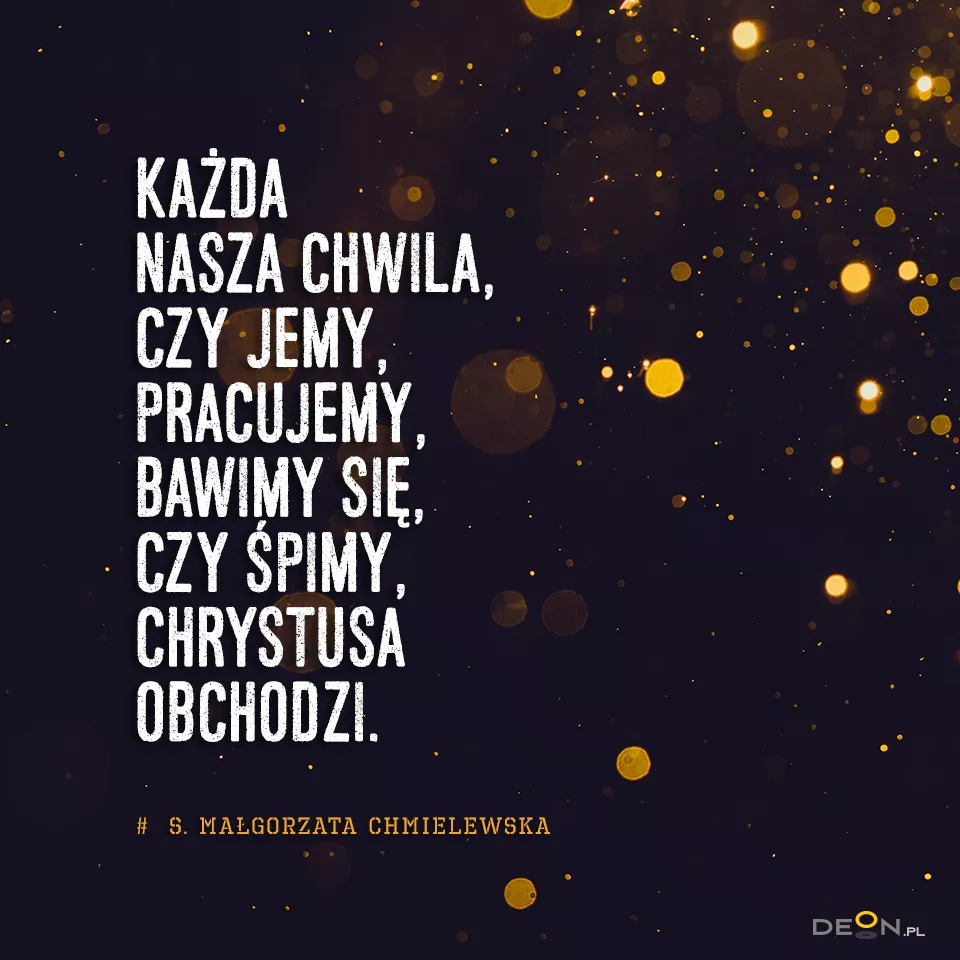 KAŻDA
NASZA CHWILA,
CZY JEMY,
PRACUJEMY,
BAWIMY SIĘ,
CZY ŚPIMY,
CHRYSTUSA
OBCHODZI.
# S. MAŁGORZATA CHMIELEWSKA
DEON.PL